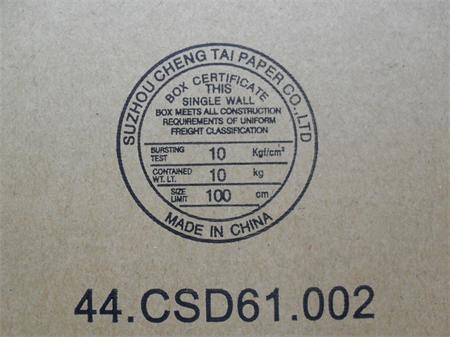 SUZHOU CHENG TAI PAPER CO.,LTD
BOX CERTIFICATE
THIS
SINGLE WALL
BOX MEETS ALL CONSTRUCTION
REQUIREMENTS OF UNIFORM
FREIGHT CLASSIFICATION
BURSTING TEST 10 Kgf/cm²
CONTAINED WT. LT. 10 kg
SIZE LIMIT 100 cm
MADE IN CHINA
44.CSD61.002